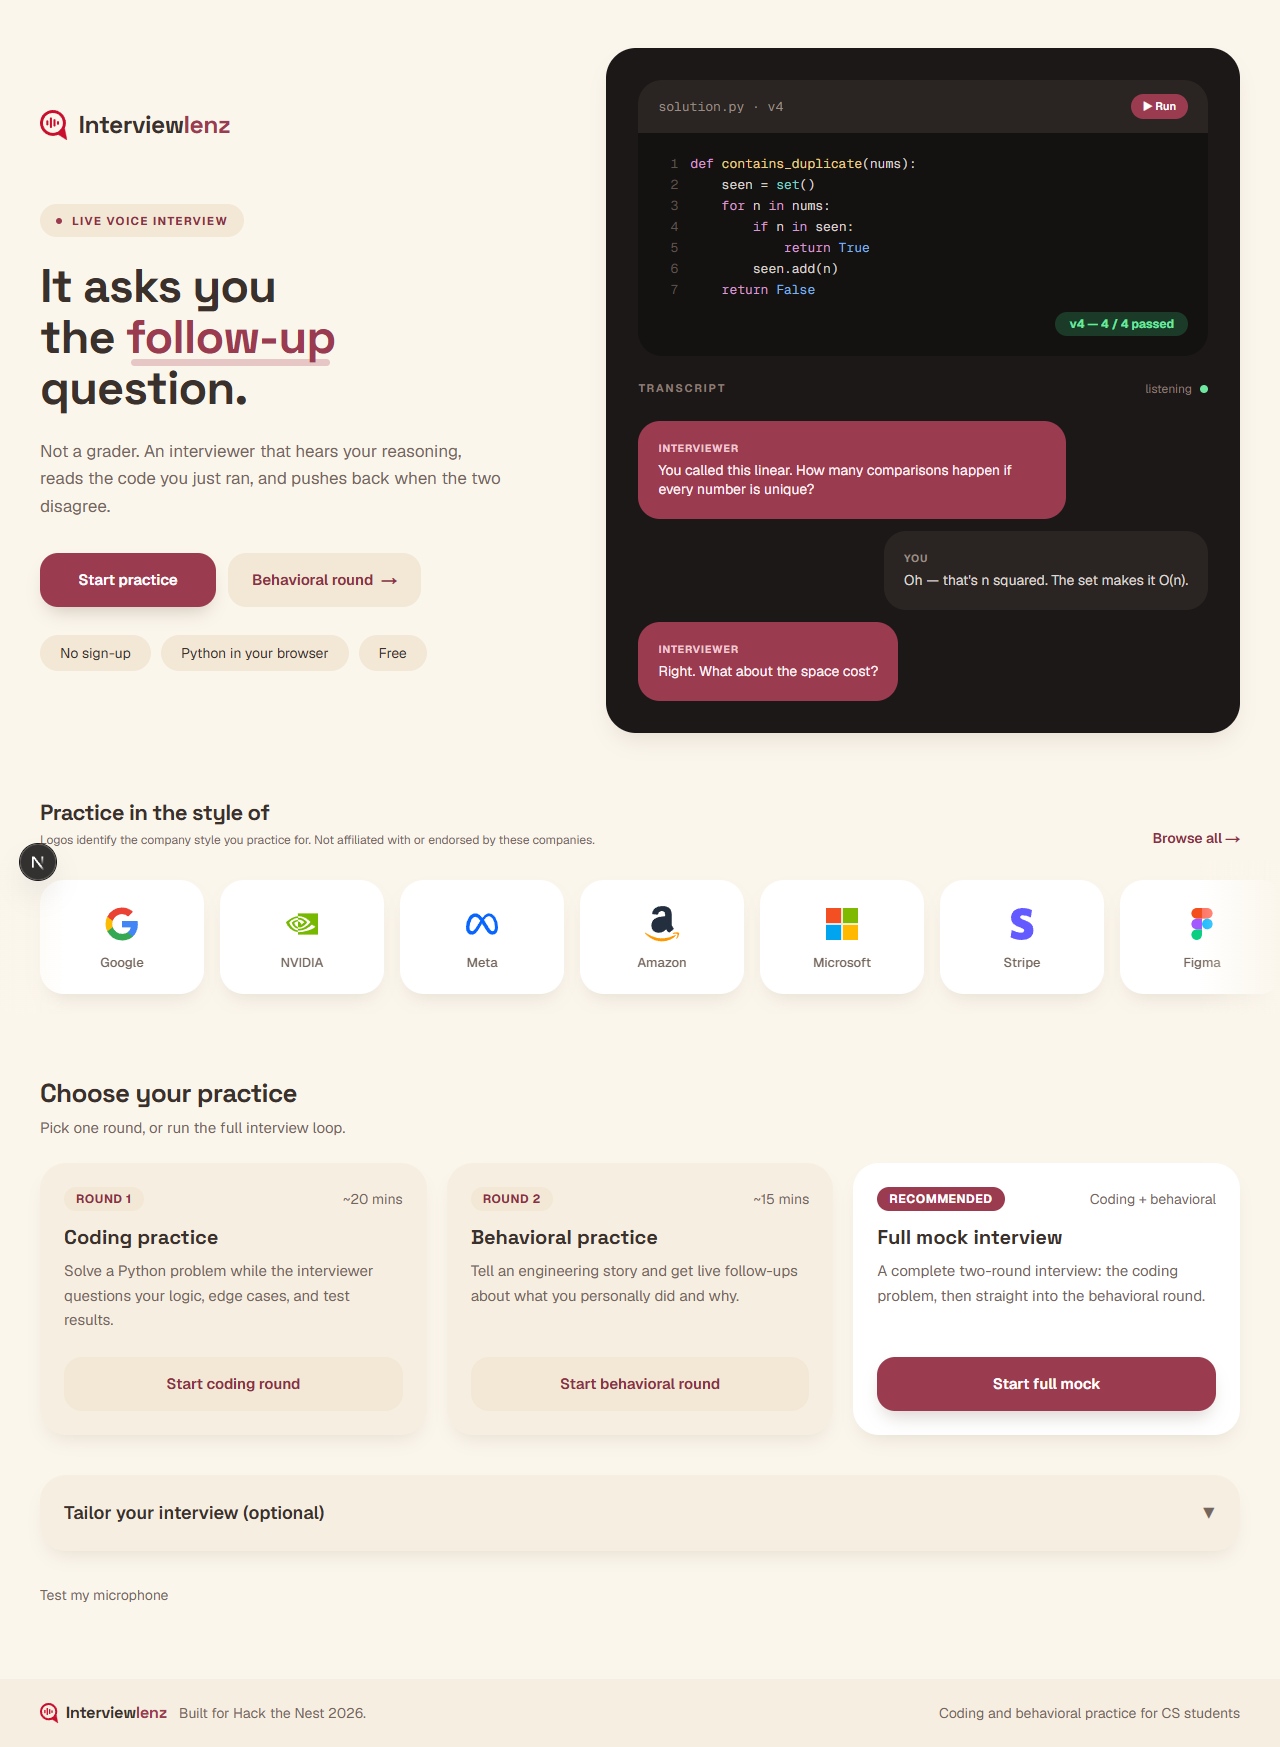 Interviewlenz
LIVE VOICE INTERVIEW
It asks you
the follow-up
question.
Not a grader. An interviewer that hears your reasoning,
reads the code you just ran, and pushes back when the two
disagree.
Start practice
Behavioral round →
No sign-up
Python in your browser
Free
solution.py · v4
▶ Run
1 def contains_duplicate(nums):
2     seen = set()
3     for n in nums:
4         if n in seen:
5             return True
6         seen.add(n)
7     return False
v4 — 4 / 4 passed
TRANSCRIPT
listening
INTERVIEWER
You called this linear. How many comparisons happen if
every number is unique?
YOU
Oh — that's n squared. The set makes it O(n).
INTERVIEWER
Right. What about the space cost?
Practice in the style of
Logos identify the company style you practice for. Not affiliated with or endorsed by these companies.
Browse all →
N
Google
NVIDIA
Meta
Amazon
Microsoft
Stripe
Figma
Choose your practice
Pick one round, or run the full interview loop.
ROUND 1
~20 mins
Coding practice
Solve a Python problem while the interviewer
questions your logic, edge cases, and test
results.
Start coding round
ROUND 2
~15 mins
Behavioral practice
Tell an engineering story and get live follow-ups
about what you personally did and why.
Start behavioral round
RECOMMENDED
Coding + behavioral
Full mock interview
A complete two-round interview: the coding
problem, then straight into the behavioral round.
Start full mock
Tailor your interview (optional)
▼
Test my microphone
Interviewlenz
Built for Hack the Nest 2026.
Coding and behavioral practice for CS students